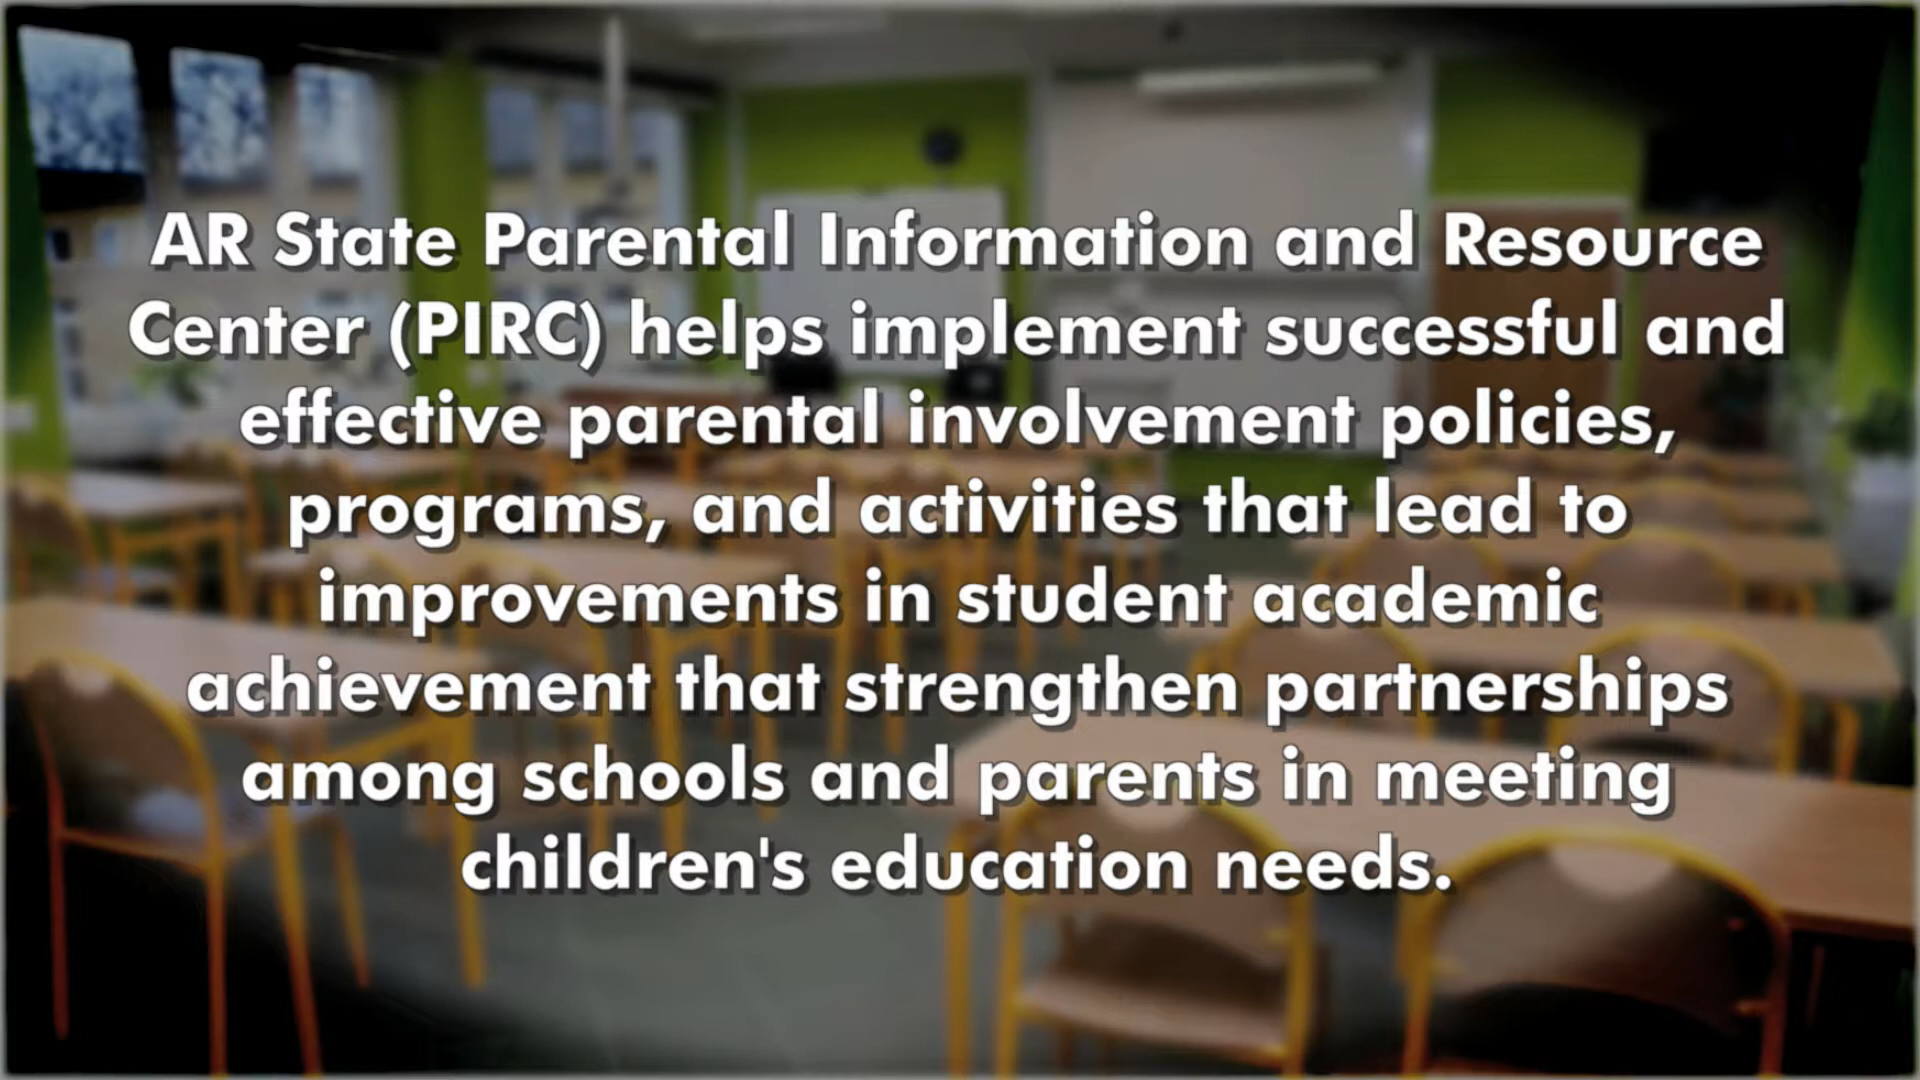 AR State Parental Information and Resource
Center (PIRC) helps implement successful and
effective parental involvement policies,
programs, and activities that lead to
improvements in student academic
achievement that strengthen partnerships
among schools and parents in meeting
children's education needs.